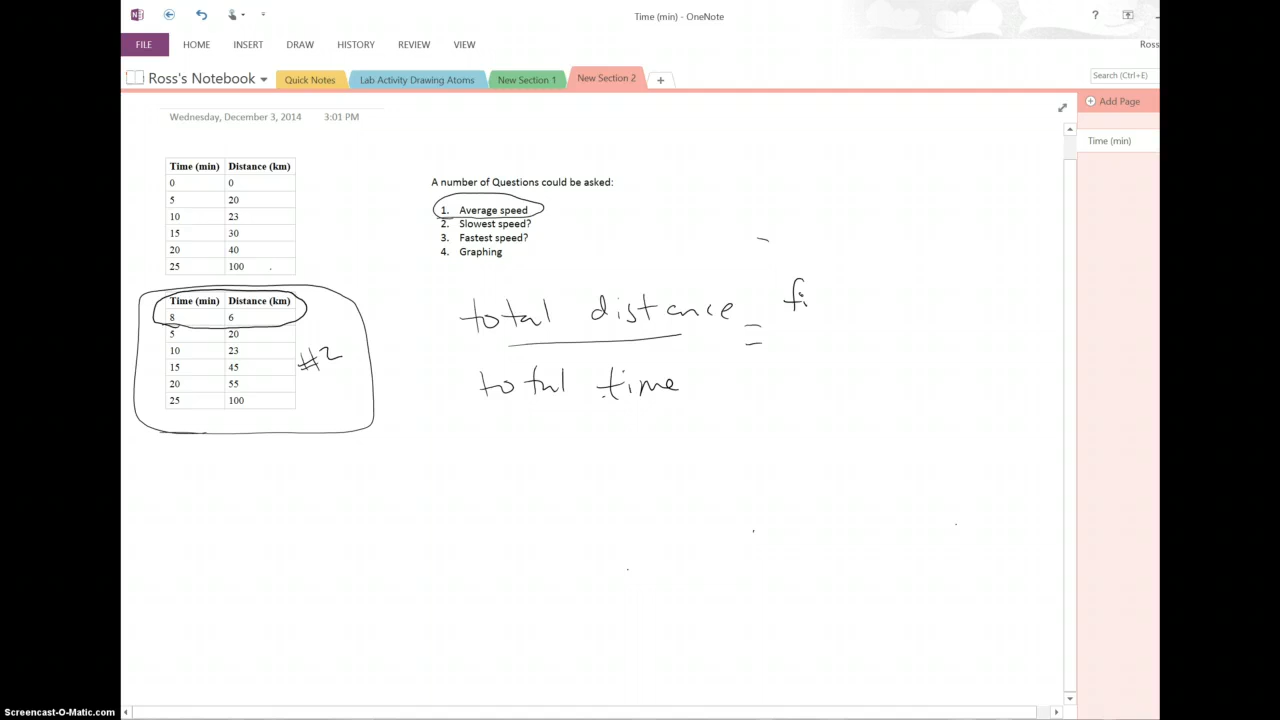 Time (min) - OneNote
?
Ross
FILE HOME INSERT DRAW HISTORY REVIEW VIEW
Ross's Notebook Quick Notes Lab Activity Drawing Atoms New Section 1 New Section 2 +
Search (Ctrl+E)
Add Page
Time (min)
Wednesday, December 3, 2014 3:01 PM
Time (min) Distance (km)
0 0
5 20
10 23
15 30
20 40
25 100
Time (min) Distance (km)
8 6
5 20
10 23
15 45
20 55
25 100
#2
A number of Questions could be asked:
1. Average speed
2. Slowest speed?
3. Fastest speed?
4. Graphing
total distance = fi
total time
Screencast-O-Matic.com